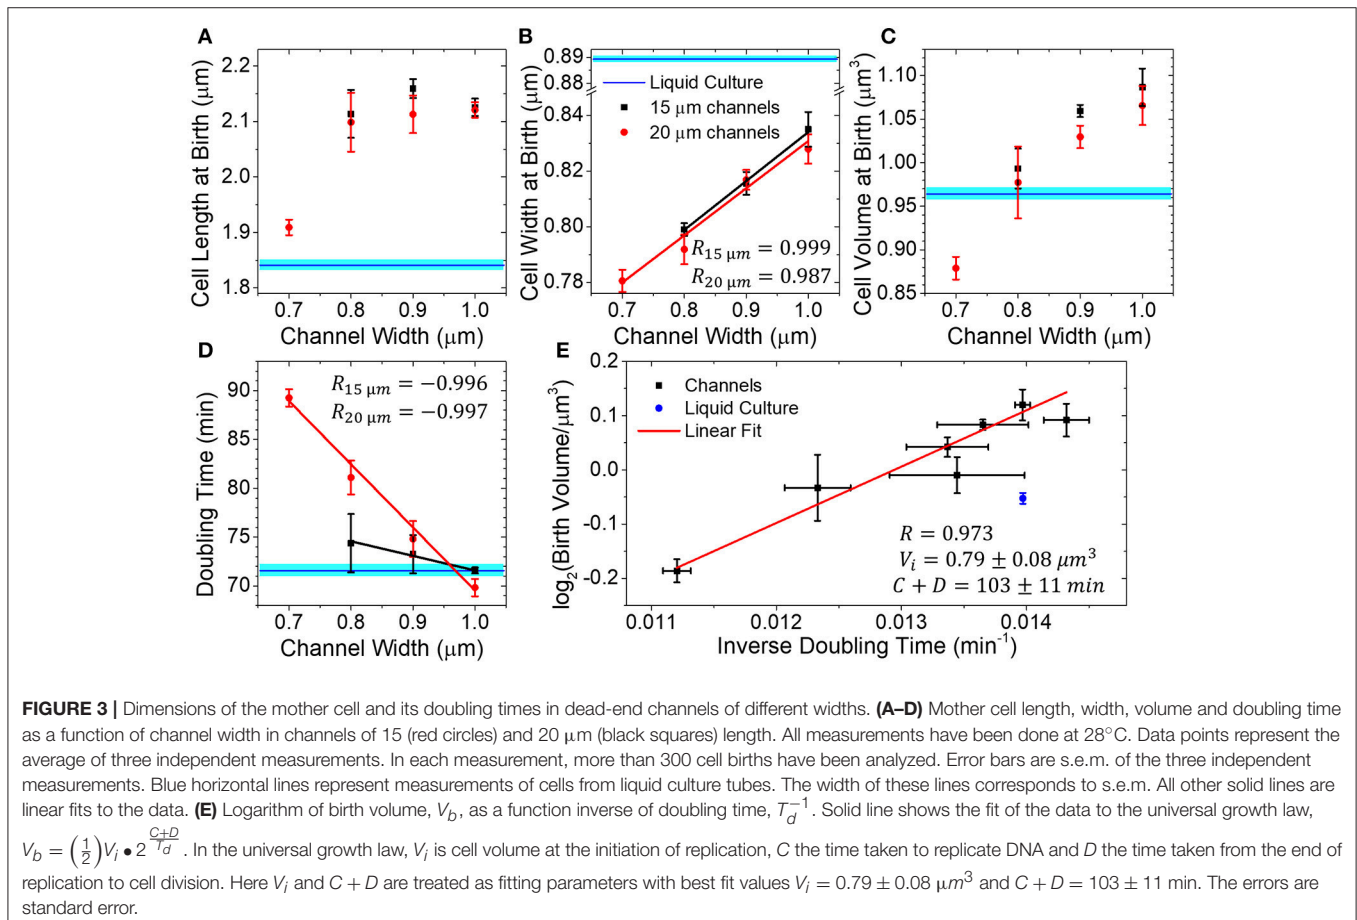 A
Cell Length at Birth (μm)
2.2
2.1
2.0
1.9
1.8
0.7 0.8 0.9 1.0
Channel Width (μm)
B
Cell Width at Birth (μm)
0.89
0.88
0.84
0.82
0.80
0.78
Liquid Culture
15 μm channels
20 μm channels
R15 μm = 0.999
R20 μm = 0.987
0.7 0.8 0.9 1.0
Channel Width (μm)
C
Cell Volume at Birth (μm³)
1.10
1.05
1.00
0.95
0.90
0.85
0.7 0.8 0.9 1.0
Channel Width (μm)
D
Doubling Time (min)
90
85
80
75
70
R15 μm = −0.996
R20 μm = −0.997
0.7 0.8 0.9 1.0
Channel Width (μm)
E
log₂(Birth Volume/μm³)
0.2
0.1
0.0
-0.1
-0.2
Channels
Liquid Culture
Linear Fit
R = 0.973
Vi = 0.79 ± 0.08 μm³
C + D = 103 ± 11 min
0.011 0.012 0.013 0.014
Inverse Doubling Time (min⁻¹)
FIGURE 3 | Dimensions of the mother cell and its doubling times in dead-end channels of different widths. (A–D) Mother cell length, width, volume and doubling time
as a function of channel width in channels of 15 (red circles) and 20 μm (black squares) length. All measurements have been done at 28°C. Data points represent the
average of three independent measurements. In each measurement, more than 300 cell births have been analyzed. Error bars are s.e.m. of the three independent
measurements. Blue horizontal lines represent measurements of cells from liquid culture tubes. The width of these lines corresponds to s.e.m. All other solid lines are
linear fits to the data. (E) Logarithm of birth volume, Vb, as a function inverse of doubling time, Td⁻¹. Solid line shows the fit of the data to the universal growth law,
Vb = (1/2) Vi • 2^((C+D)/Td). In the universal growth law, Vi is cell volume at the initiation of replication, C the time taken to replicate DNA and D the time taken from the end of
replication to cell division. Here Vi and C + D are treated as fitting parameters with best fit values Vi = 0.79 ± 0.08 μm³ and C + D = 103 ± 11 min. The errors are
standard error.